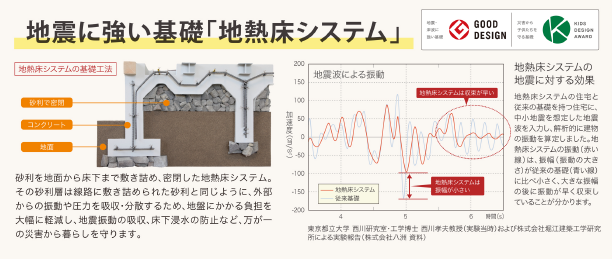 地震に強い基礎「地熱床システム」
地震・
家屋に
強い基礎
GOOD
DESIGN
災害から
子供たちを
守る基礎
KIDS
DESIGN
AWARD
地熱床システムの基礎工法
砂利で密閉
コンクリート
地面
砂利を地面から床下まで敷き詰め、密閉した地熱床システム。
その砂利層は線路に敷き詰められた砂利と同じように、外部
からの振動や圧力を吸収・分散するため、地盤にかかる負担を
大幅に軽減し、地震振動の吸収、床下浸水の防止など、万が一
の災害から暮らしを守ります。
地震波による振動
加速度(㎝/s²)
200
150
100
50
0
-50
-100
-150
-200
地熱床システムは収束が早い
地熱床システムは
振幅が小さい
地熱床システム
従来基礎
4
5
6
時間(s)
地熱床システムの
地震に対する効果
地熱床システムの住宅と
従来の基礎を持つ住宅に、
中小地震を想定した地震
波を入力し、解析的に建物
の振動を算定しました。地
熱床システムの振動(赤い
線)は、振幅(振動の大き
さ)が従来の基礎(青い線)
に比べ小さく、大きな振幅
の後に振動が早く収束し
ていることが分かります。
東京都立大学 西川研究室・工学博士 西川孝夫教授(実験当時)および株式会社堀江建築工学研究
所による実験報告(株式会社八洲 資料)